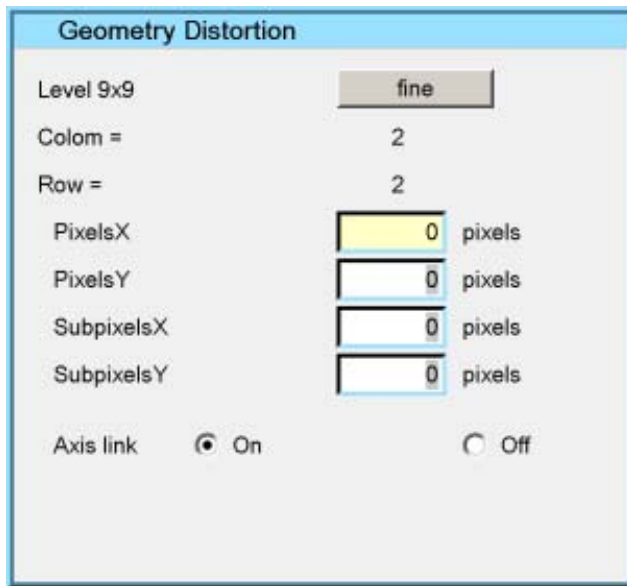 Geometry Distortion
Level 9x9 fine
Colom = 2
Row = 2
PixelsX 0 pixels
PixelsY 0 pixels
SubpixelsX 0 pixels
SubpixelsY 0 pixels
Axis link On Off